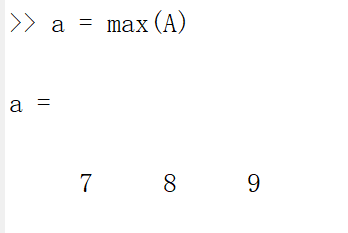 >> a = max(A)
a =
7 8 9